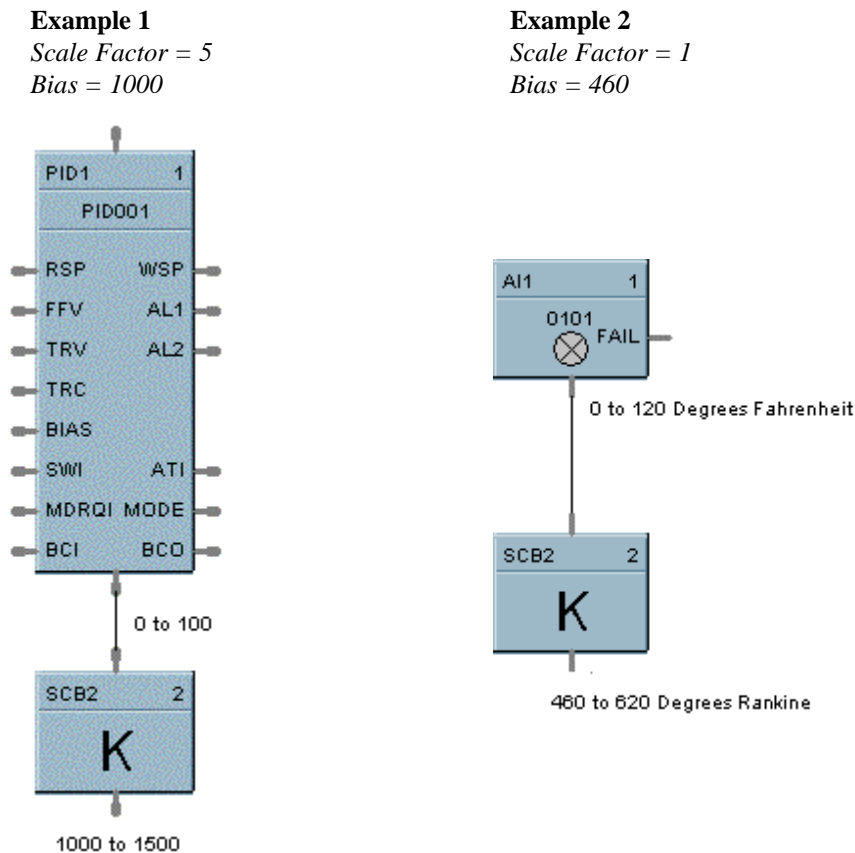 Example 1
Scale Factor = 5
Bias = 1000
PID1 1
PID001
RSP WSP
FFV AL1
TRV AL2
TRC
BIAS
SWI ATI
MDRQI MODE
BCI BCO
0 to 100
SCB2 2
K
1000 to 1500
Example 2
Scale Factor = 1
Bias = 460
AI1 1
0101
FAIL
0 to 120 Degrees Fahrenheit
SCB2 2
K
460 to 620 Degrees Rankine